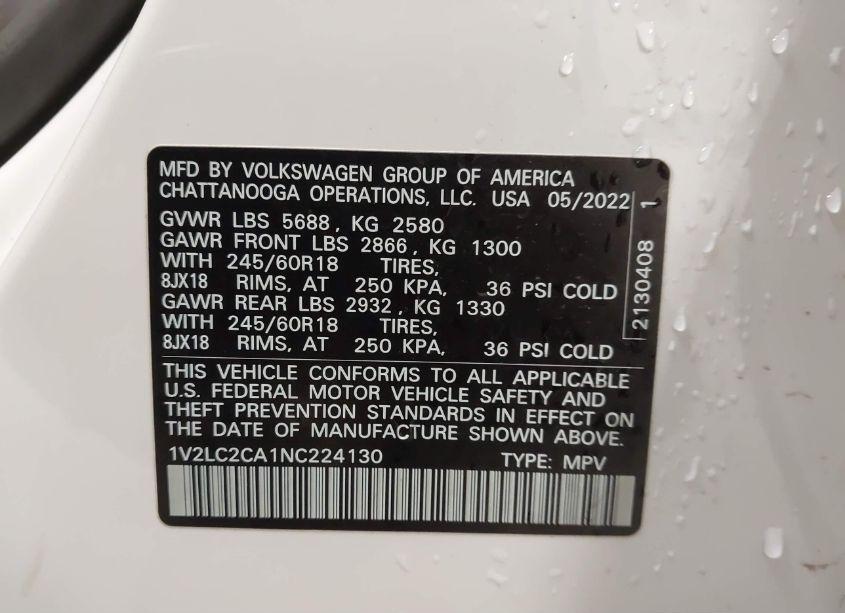 MFD BY VOLKSWAGEN GROUP OF AMERICA
CHATTANOOGA OPERATIONS, LLC. USA 05/2022
GVWR LBS 5688, KG 2580
GAWR FRONT LBS 2866, KG 1300
WITH 245/60R18 TIRES,
8JX18 RIMS, AT 250 KPA, 36 PSI COLD
GAWR REAR LBS 2932, KG 1330
WITH 245/60R18 TIRES,
8JX18 RIMS, AT 250 KPA, 36 PSI COLD
THIS VEHICLE CONFORMS TO ALL APPLICABLE
U.S. FEDERAL MOTOR VEHICLE SAFETY AND
THEFT PREVENTION STANDARDS IN EFFECT ON
THE DATE OF MANUFACTURE SHOWN ABOVE.
1V2LC2CA1NC224130 TYPE: MPV
2130408 1